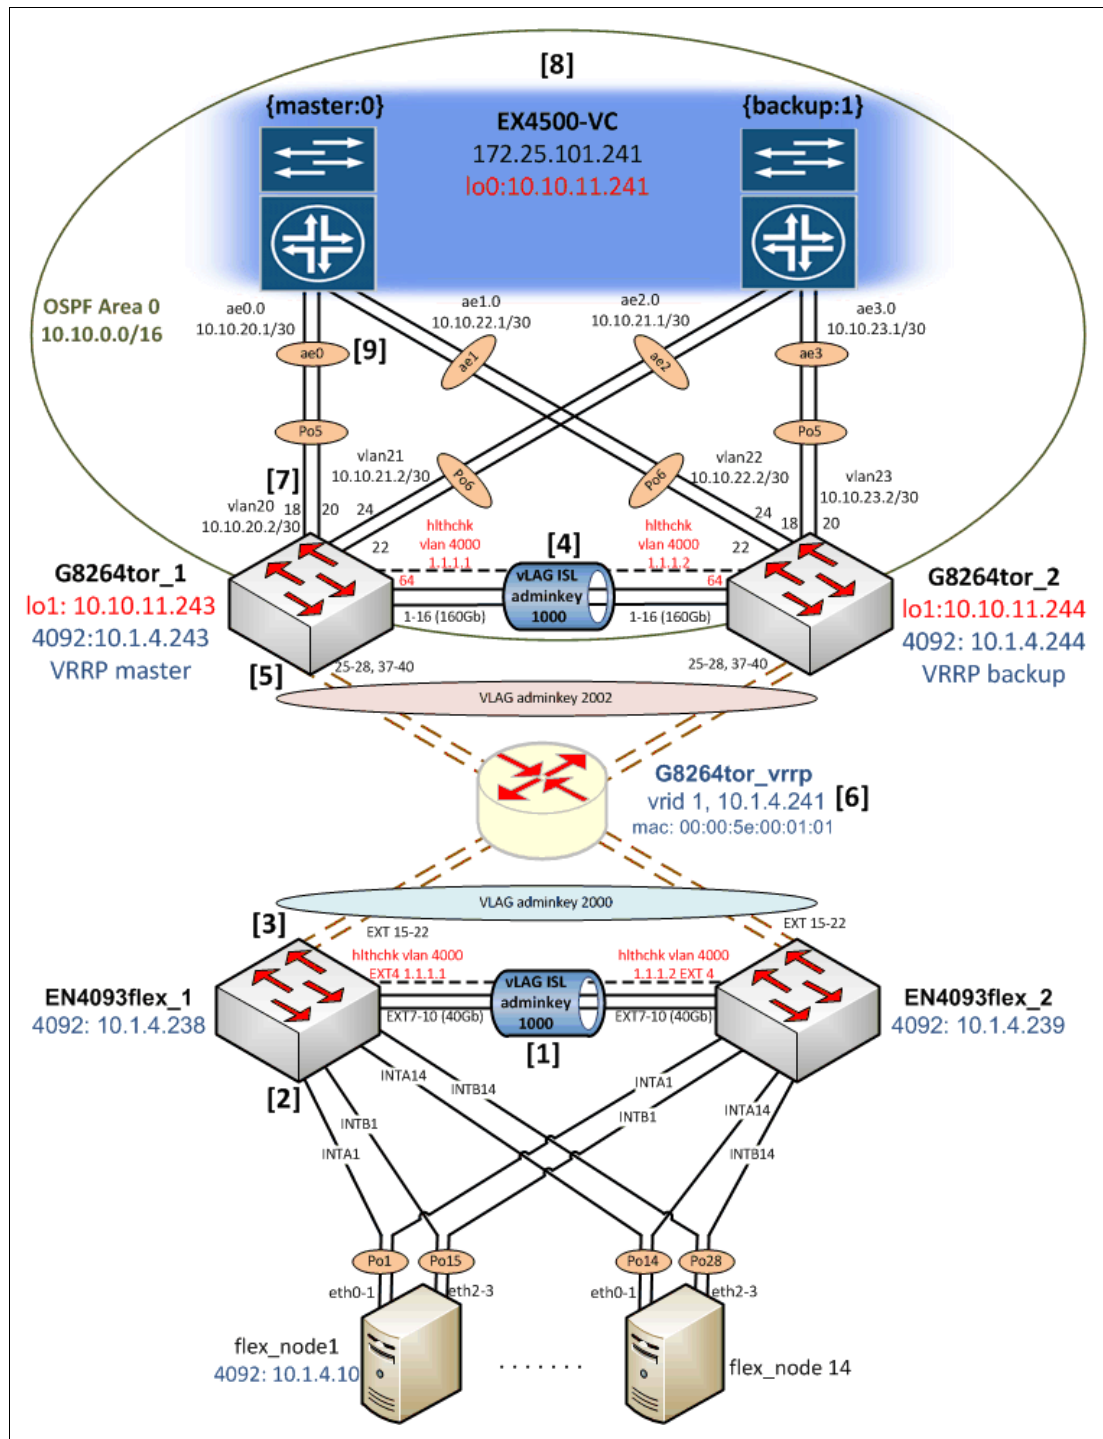 [8]
{master:0}
{backup:1}
EX4500-VC
172.25.101.241
lo0:10.10.11.241
OSPF Area 0
10.10.0.0/16
ae0.0
10.10.20.1/30
ae1.0
10.10.22.1/30
ae2.0
10.10.21.1/30
ae3.0
10.10.23.1/30
ae0
[9]
ae1
ae2
ae3
Po5
Po6
Po6
Po5
[7]
vlan20
10.10.20.2/30
vlan21
10.10.21.2/30
vlan22
10.10.22.2/30
vlan23
10.10.23.2/30
18
20
24
22
24
18
20
22
hlthchk
vlan 4000
1.1.1.1
[4]
hlthchk
vlan 4000
1.1.1.2
64
64
vLAG ISL
adminkey
1000
1-16 (160Gb)
1-16 (160Gb)
G8264tor_1
lo1: 10.10.11.243
4092:10.1.4.243
VRRP master
G8264tor_2
lo1:10.10.11.244
4092: 10.1.4.244
VRRP backup
[5]
25-28, 37-40
25-28, 37-40
VLAG adminkey 2002
G8264tor_vrrp
vrid 1, 10.1.4.241
[6]
mac: 00:00:5e:00:01:01
VLAG adminkey 2000
[3]
EXT 15-22
EXT 15-22
hlthchk vlan 4000
EXT4 1.1.1.1
hlthchk vlan 4000
1.1.1.2 EXT 4
vLAG ISL
adminkey
1000
EXT7-10 (40Gb)
EXT7-10 (40Gb)
[1]
EN4093flex_1
4092: 10.1.4.238
EN4093flex_2
4092: 10.1.4.239
[2]
INTA14
INTB14
INTB1
INTA1
INTA1
INTB1
INTA14
INTB14
Po1
Po15
Po14
Po28
eth0-1
eth2-3
eth0-1
eth2-3
flex_node1
4092: 10.1.4.10
.......
flex_node 14